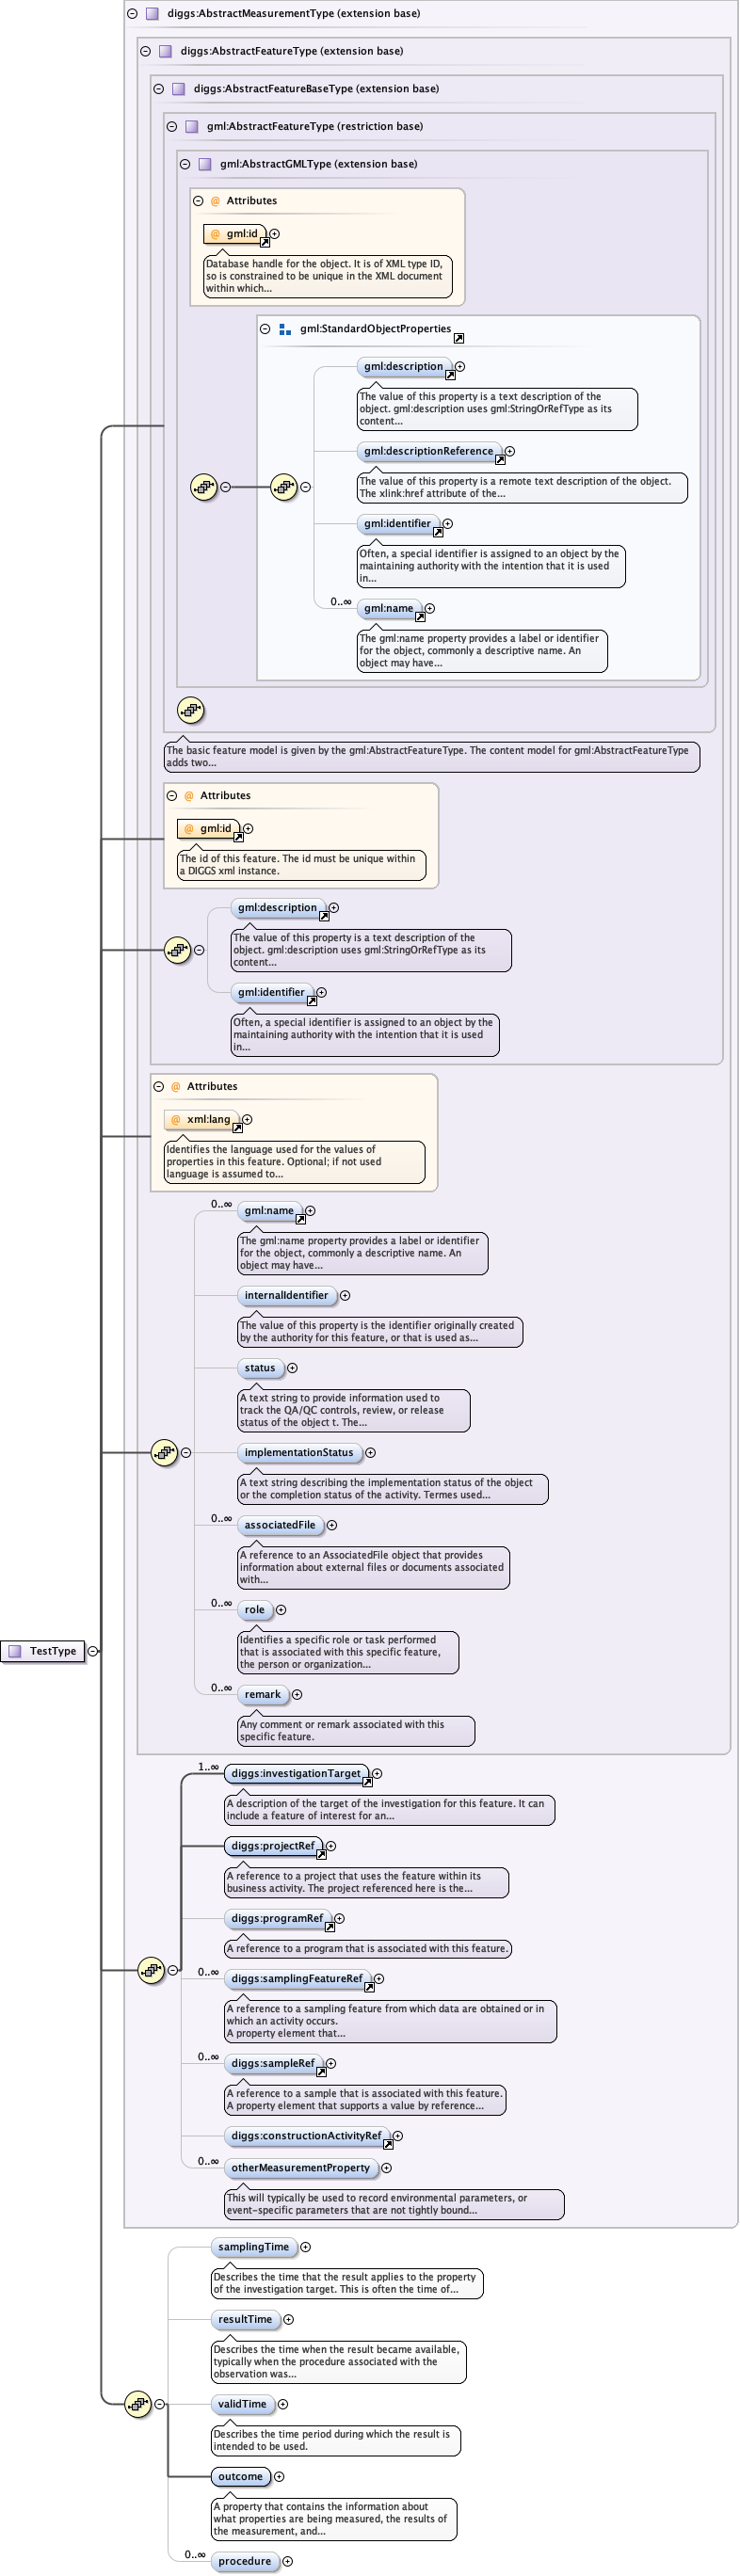 diggs:AbstractMeasurementType (extension base)
diggs:AbstractFeatureType (extension base)
diggs:AbstractFeatureBaseType (extension base)
gml:AbstractFeatureType (restriction base)
gml:AbstractGMLType (extension base)
@ Attributes
@ gml:id
Database handle for the object. It is of XML type ID,
so is constrained to be unique in the XML document
within which...
gml:StandardObjectProperties
gml:description
The value of this property is a text description of the
object. gml:description uses gml:StringOrRefType as its
content...
gml:descriptionReference
The value of this property is a remote text description of the object.
The xlink:href attribute of the...
gml:identifier
Often, a special identifier is assigned to an object by the
maintaining authority with the intention that it is used
in...
0..∞
gml:name
The gml:name property provides a label or identifier
for the object, commonly a descriptive name. An
object may have...
The basic feature model is given by the gml:AbstractFeatureType. The content model for gml:AbstractFeatureType
adds two...
@ Attributes
@ gml:id
The id of this feature. The id must be unique within
a DIGGS xml instance.
gml:description
The value of this property is a text description of the
object. gml:description uses gml:StringOrRefType as its
content...
gml:identifier
Often, a special identifier is assigned to an object by the
maintaining authority with the intention that it is used
in...
@ Attributes
@ xml:lang
Identifies the language used for the values of
properties in this feature. Optional; if not used
language is assumed to...
0..∞
gml:name
The gml:name property provides a label or identifier
for the object, commonly a descriptive name. An
object may have...
internalIdentifier
The value of this property is the identifier originally created
by the authority for this feature, or that is used as...
status
A text string to provide information used to
track the QA/QC controls, review, or release
status of the object t. The...
implementationStatus
A text string describing the implementation status of the object
or the completion status of the activity. Termes used...
0..∞
associatedFile
A reference to an AssociatedFile object that provides
information about external files or documents associated
with...
0..∞
role
Identifies a specific role or task performed
that is associated with this specific feature,
the person or organization...
TestType
0..∞
remark
Any comment or remark associated with this
specific feature.
1..∞
diggs:investigationTarget
A description of the target of the investigation for this feature. It can
include a feature of interest for an...
diggs:projectRef
A reference to a project that uses the feature within its
business activity. The project referenced here is the...
diggs:programRef
A reference to a program that is associated with this feature.
0..∞
diggs:samplingFeatureRef
A reference to a sampling feature from which data are obtained or in
which an activity occurs.
A property element that...
0..∞
diggs:sampleRef
A reference to a sample that is associated with this feature.
A property element that supports a value by reference...
diggs:constructionActivityRef
0..∞
otherMeasurementProperty
This will typically be used to record environmental parameters, or
event-specific parameters that are not tightly bound...
samplingTime
Describes the time that the result applies to the property
of the investigation target. This is often the time of...
resultTime
Describes the time when the result became available,
typically when the procedure associated with the
observation was...
validTime
Describes the time period during which the result is
intended to be used.
outcome
A property that contains the information about
what properties are being measured, the results of
the measurement, and...
0..∞
procedure